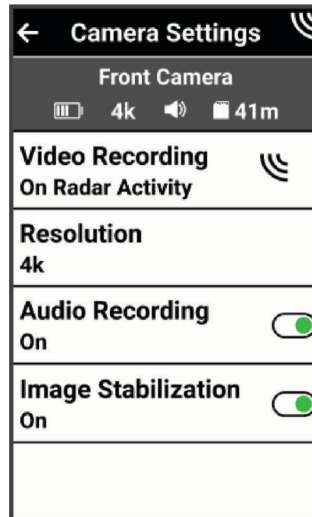 Camera Settings
Front Camera
4k 41m
Video Recording
On Radar Activity
Resolution
4k
Audio Recording
On
Image Stabilization
On